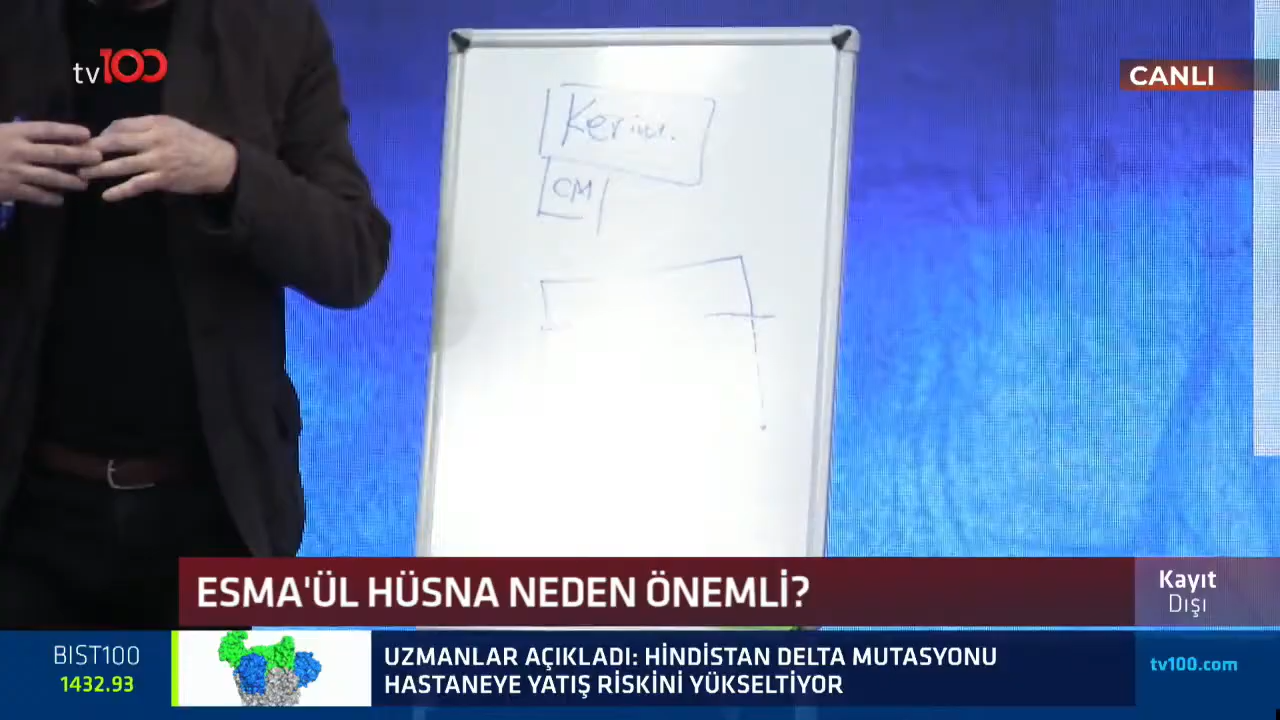 tv100
CANLI
Kerim.
CM
ESMA'ÜL HÜSNA NEDEN ÖNEMLİ?
Kayıt
Dışı
BIST100
1432.93
UZMANLAR AÇIKLADI: HİNDİSTAN DELTA MUTASYONU
HASTANEYE YATIŞ RİSKİNİ YÜKSELTİYOR
tv100.com